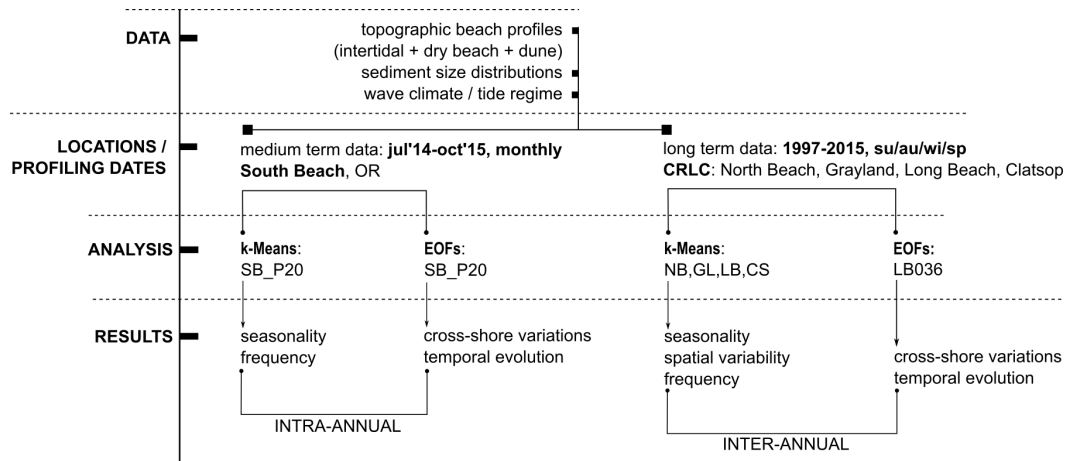 DATA
topographic beach profiles
(intertidal + dry beach + dune)
sediment size distributions
wave climate / tide regime
LOCATIONS /
PROFILING DATES
medium term data: jul'14-oct'15, monthly
South Beach, OR
long term data: 1997-2015, su/au/wi/sp
CRLC: North Beach, Grayland, Long Beach, Clatsop
ANALYSIS
k-Means:
SB_P20
EOFs:
SB_P20
k-Means:
NB,GL,LB,CS
EOFs:
LB036
RESULTS
seasonality
frequency
cross-shore variations
temporal evolution
seasonality
spatial variability
frequency
cross-shore variations
temporal evolution
INTRA-ANNUAL
INTER-ANNUAL